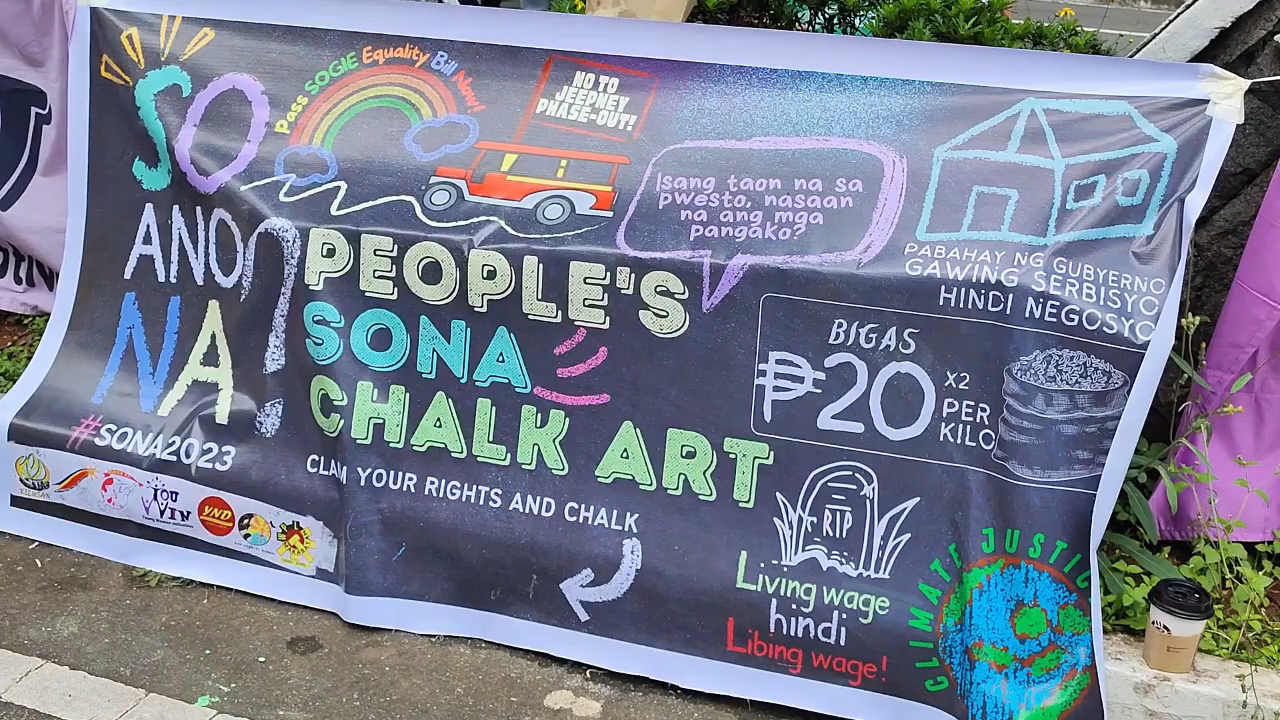 SO
ANO
NA?
#SONA2023
Pass SOGIE Equality Bill Now!
NO TO
JEEPNEY
PHASE-OUT!
Isang taon na sa
pwesto, nasaan
na ang mga
pangako?
PABAHAY NG GUBYERNO
GAWING SERBISYO
HINDI NEGOSYO
PEOPLE'S
SONA
CHALK ART
CLAIM YOUR RIGHTS AND CHALK
BIGAS
₱20 X2
PER
KILO
RIP
Living wage
hindi
Libing wage!
CLIMATE JUSTIC
YOU
WIN
YND